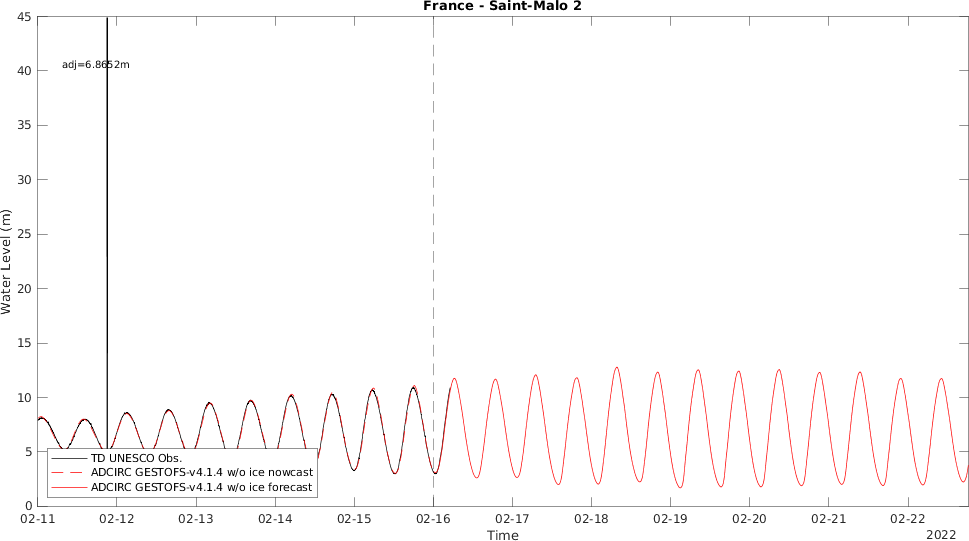 France - Saint-Malo 2
45
40
35
30
25
20
15
10
5
0
Water Level (m)
adj=6.8652m
TD UNESCO Obs.
ADCIRC GESTOFS-v4.1.4 w/o ice nowcast
ADCIRC GESTOFS-v4.1.4 w/o ice forecast
02-11 02-12 02-13 02-14 02-15 02-16 02-17 02-18 02-19 02-20 02-21 02-22
Time
2022